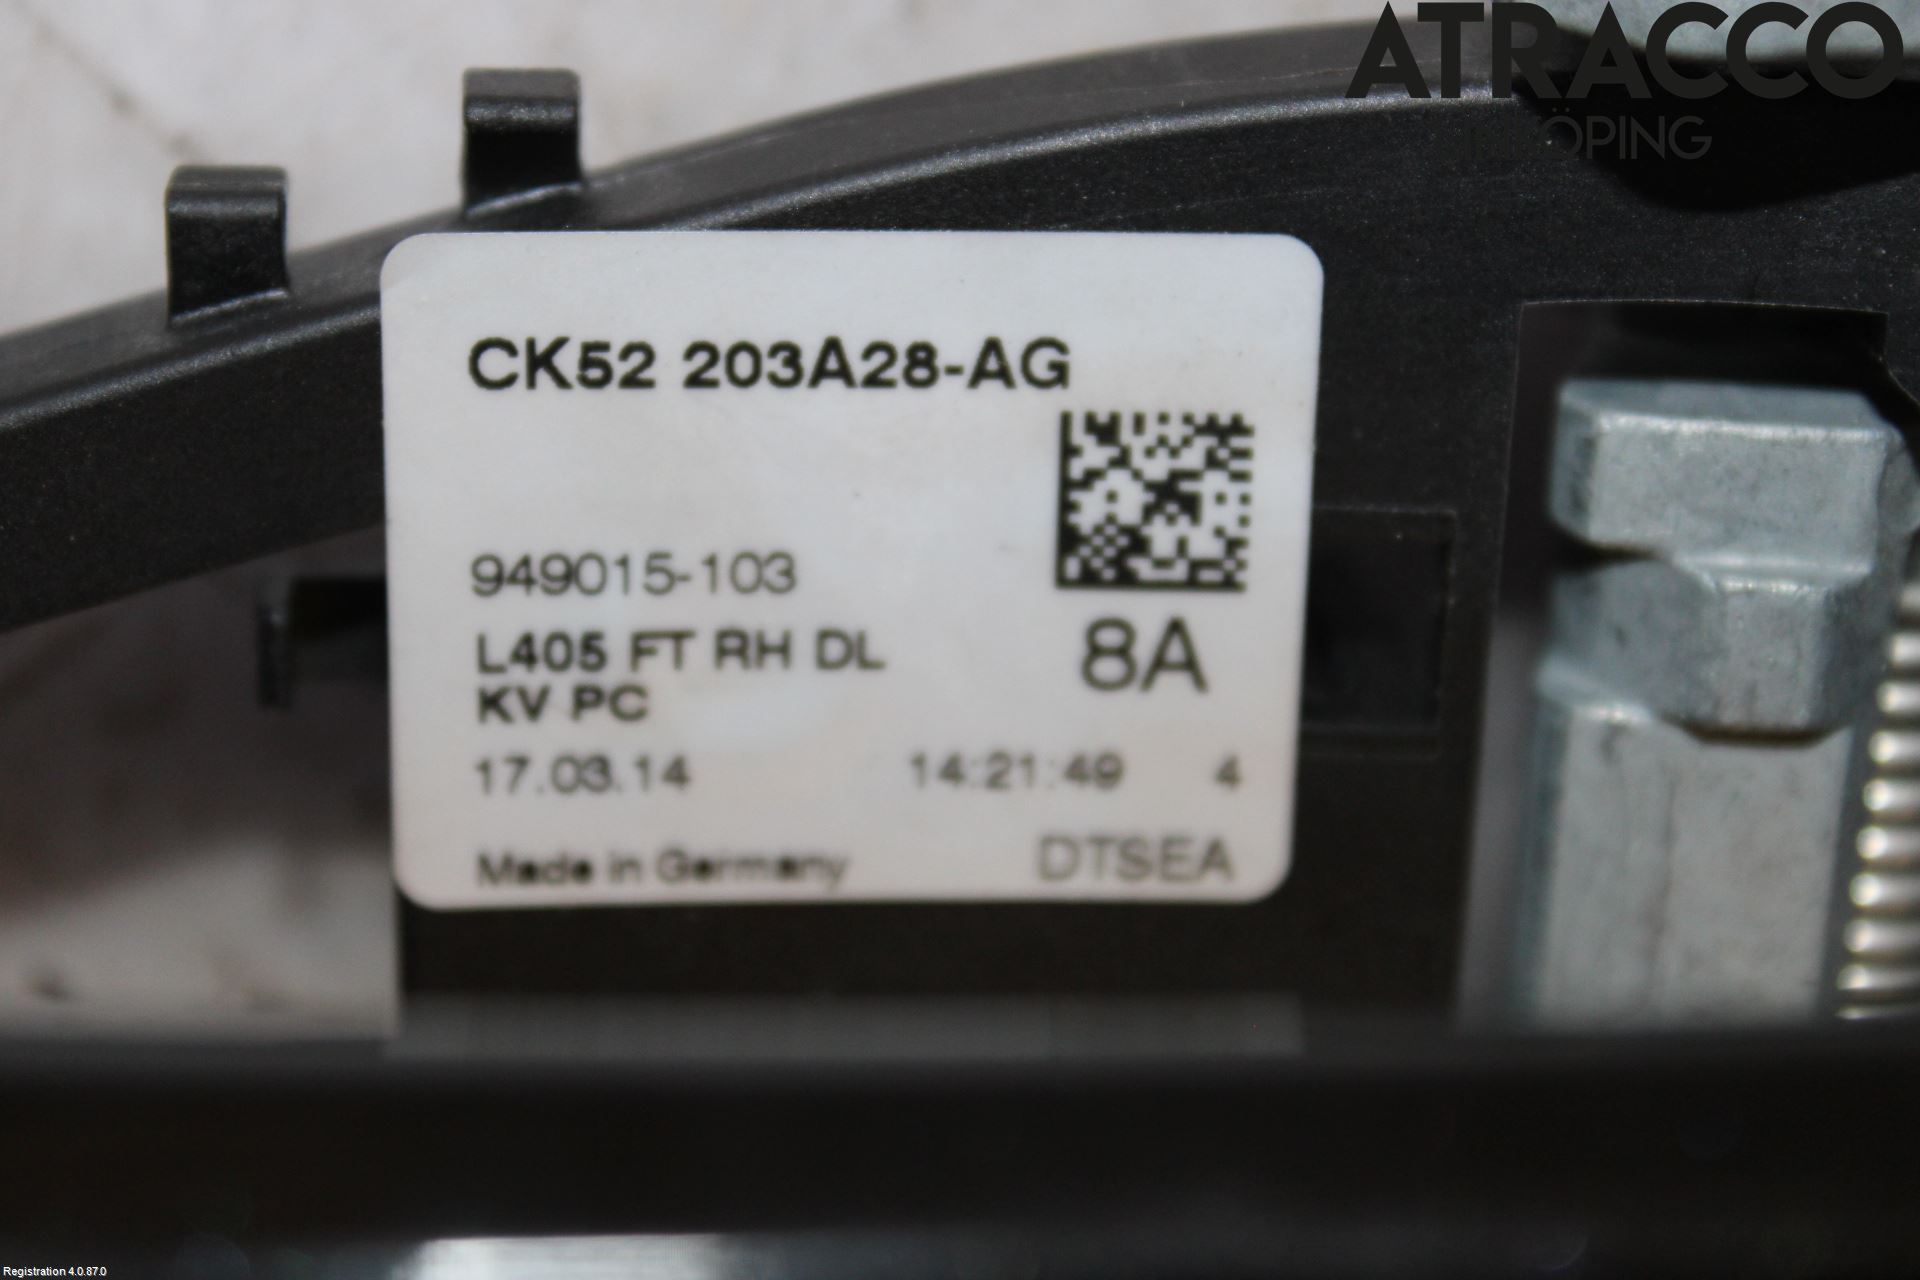 ATRACCO
LINKÖPING
CK52 203A28-AG
949015-103
L405 FT RH DL
KV PC
8A
17.03.14 14:21:49 4
Made in Germany DTSEA
Registration 4.0.87.0